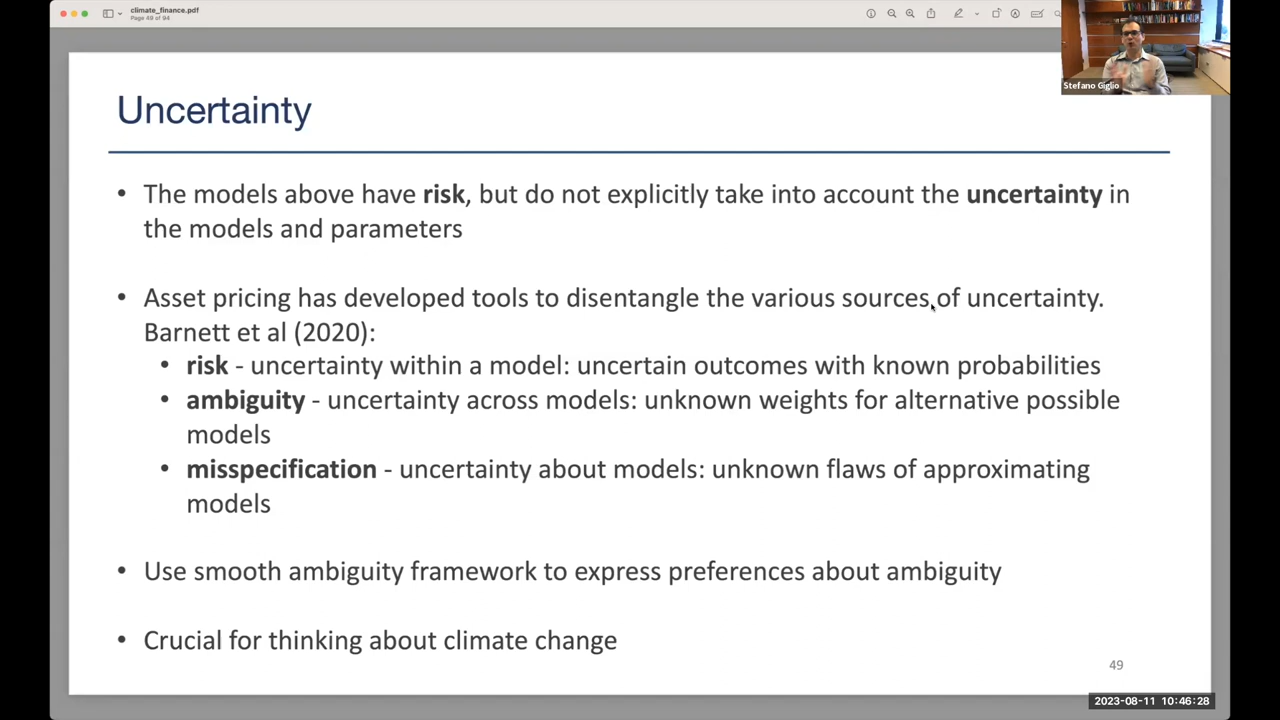 climate_finance.pdf
Page 49 of 94
Stefano Giglio
Uncertainty
• The models above have risk, but do not explicitly take into account the uncertainty in
the models and parameters
• Asset pricing has developed tools to disentangle the various sources of uncertainty.
Barnett et al (2020):
• risk - uncertainty within a model: uncertain outcomes with known probabilities
• ambiguity - uncertainty across models: unknown weights for alternative possible
models
• misspecification - uncertainty about models: unknown flaws of approximating
models
• Use smooth ambiguity framework to express preferences about ambiguity
• Crucial for thinking about climate change
49
2023-08-11 10:46:28